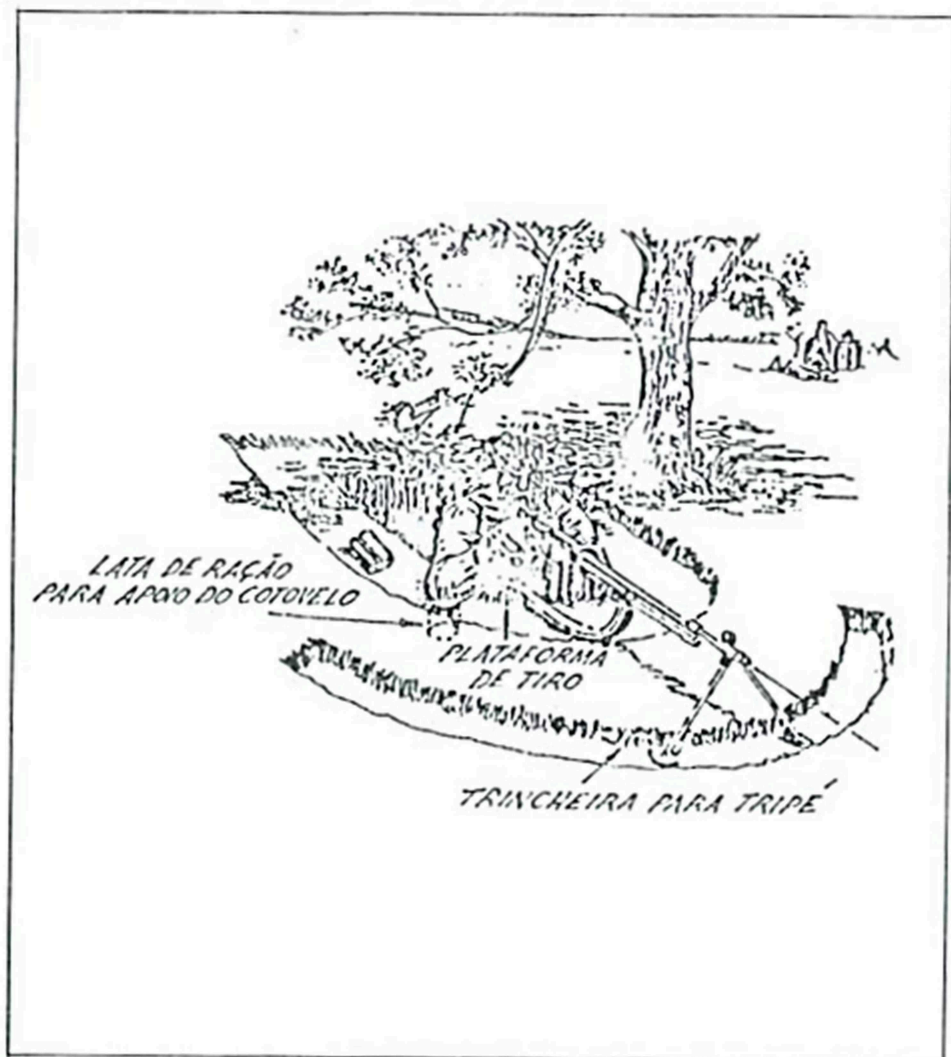 LATA DE RAÇÃO
PARA APOIO DO COTOVELO
PLATAFORMA
DE TIRO
TRINCHEIRA PARA TRIPÉ